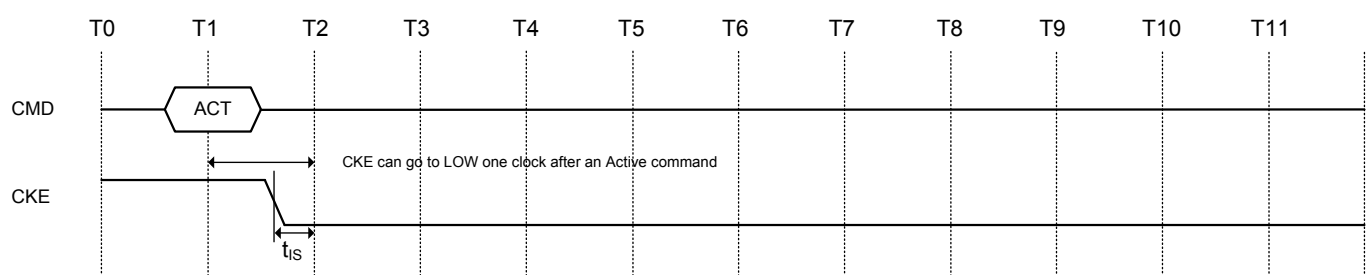 T0 T1 T2 T3 T4 T5 T6 T7 T8 T9 T10 T11
CMD ACT
CKE can go to LOW one clock after an Active command
CKE
tIS